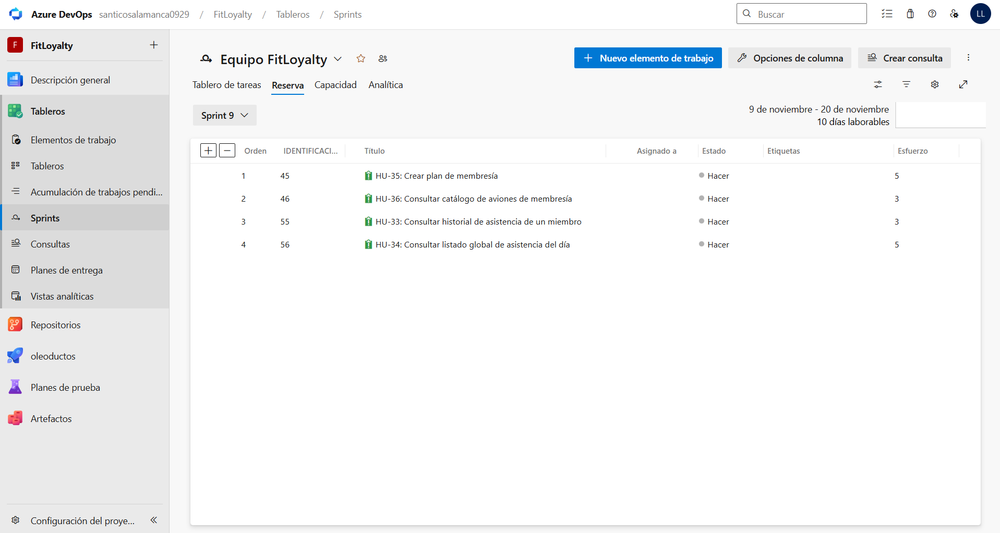 Azure DevOps santicosalamanca0929 / FitLoyalty / Tableros / Sprints
Buscar
LL
F FitLoyalty
Descripción general
Tableros
Elementos de trabajo
Tableros
Acumulación de trabajos pendi...
Sprints
Consultas
Planes de entrega
Vistas analíticas
Repositorios
oleoductos
Planes de prueba
Artefactos
Configuración del proye...
Equipo FitLoyalty
Nuevo elemento de trabajo
Opciones de columna
Crear consulta
Tablero de tareas Reserva Capacidad Analítica
Sprint 9
9 de noviembre - 20 de noviembre
10 días laborables
Orden IDENTIFICACI... Título Asignado a Estado Etiquetas Esfuerzo
1 45 HU-35: Crear plan de membresía Hacer 5
2 46 HU-36: Consultar catálogo de aviones de membresía Hacer 3
3 55 HU-33: Consultar historial de asistencia de un miembro Hacer 3
4 56 HU-34: Consultar listado global de asistencia del día Hacer 5